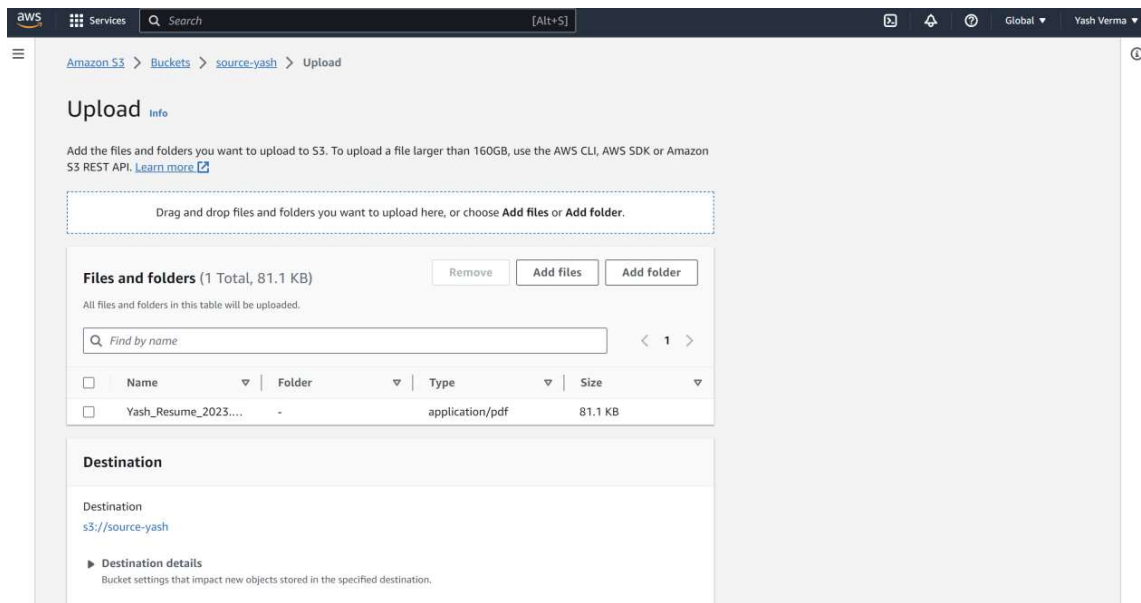 aws
Services
Search
[Alt+S]
Global
Yash Verma
Amazon S3 > Buckets > source-yash > Upload
Upload Info
Add the files and folders you want to upload to S3. To upload a file larger than 160GB, use the AWS CLI, AWS SDK or Amazon
S3 REST API. Learn more
Drag and drop files and folders you want to upload here, or choose Add files or Add folder.
Files and folders (1 Total, 81.1 KB)
Remove
Add files
Add folder
All files and folders in this table will be uploaded.
Find by name
< 1 >
Name
Folder
Type
Size
Yash_Resume_2023....
-
application/pdf
81.1 KB
Destination
Destination
s3://source-yash
Destination details
Bucket settings that impact new objects stored in the specified destination.